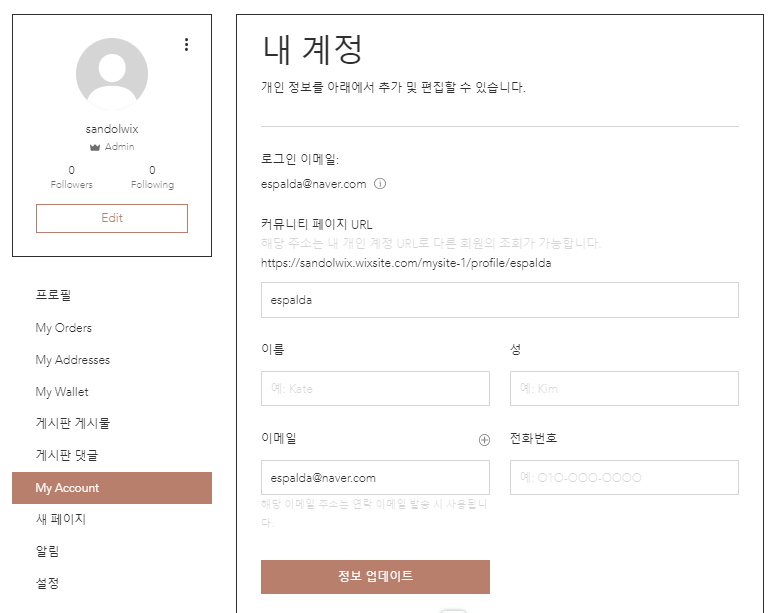 sandolwix
Admin
0 0
Followers Following
Edit
프로필
My Orders
My Addresses
My Wallet
게시판 게시물
게시판 댓글
My Account
새 페이지
알림
설정
내 계정
개인 정보를 아래에서 추가 및 편집할 수 있습니다.
로그인 이메일:
espalda@naver.com
커뮤니티 페이지 URL
해당 주소는 내 개인 계정 URL로 다른 회원의 조회가 가능합니다.
https://sandolwix.wixsite.com/mysite-1/profile/espalda
espalda
이름 성
예: Kate 예: Kim
이메일 전화번호
espalda@naver.com 예: 010-000-0000
해당 이메일 주소는 연락 이메일 발송 시 사용됩니
다.
정보 업데이트